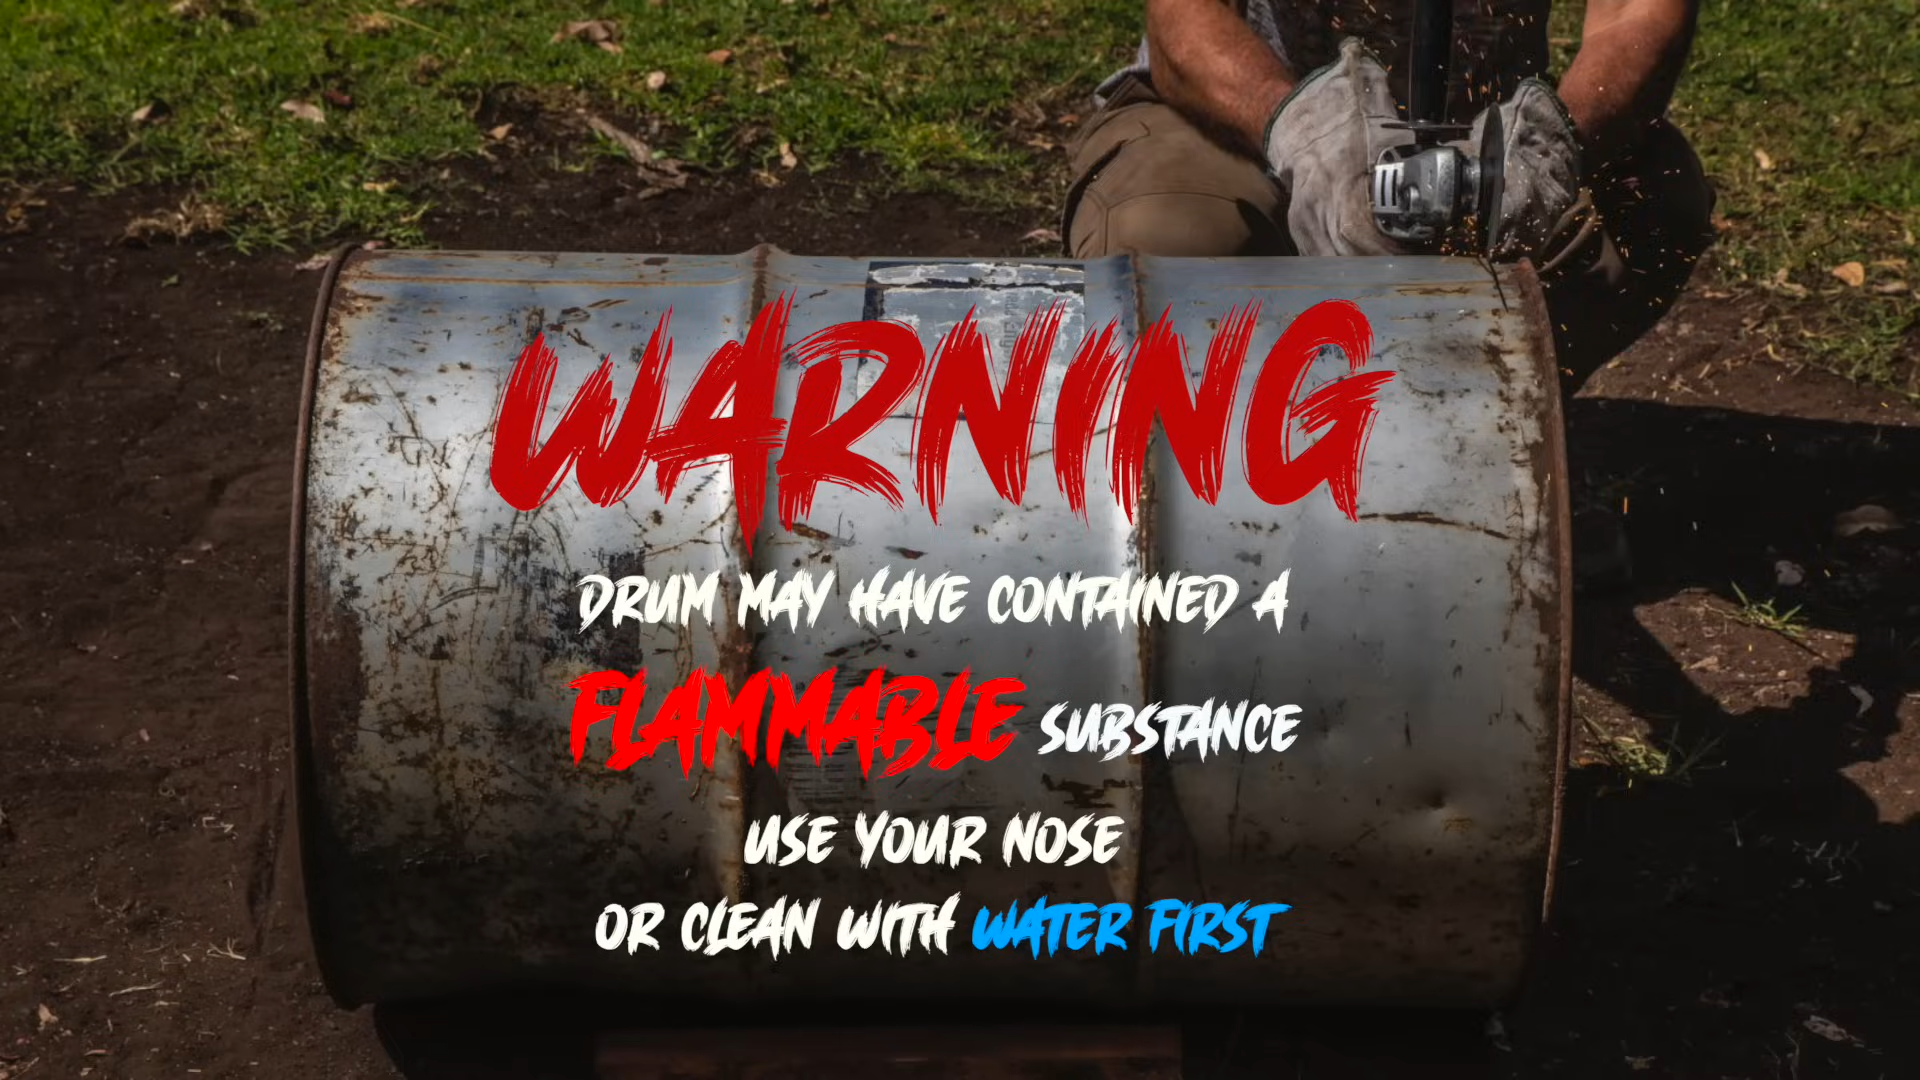 WARNING
DRUM MAY HAVE CONTAINED A
FLAMMABLE SUBSTANCE
USE YOUR NOSE
OR CLEAN WITH WATER FIRST